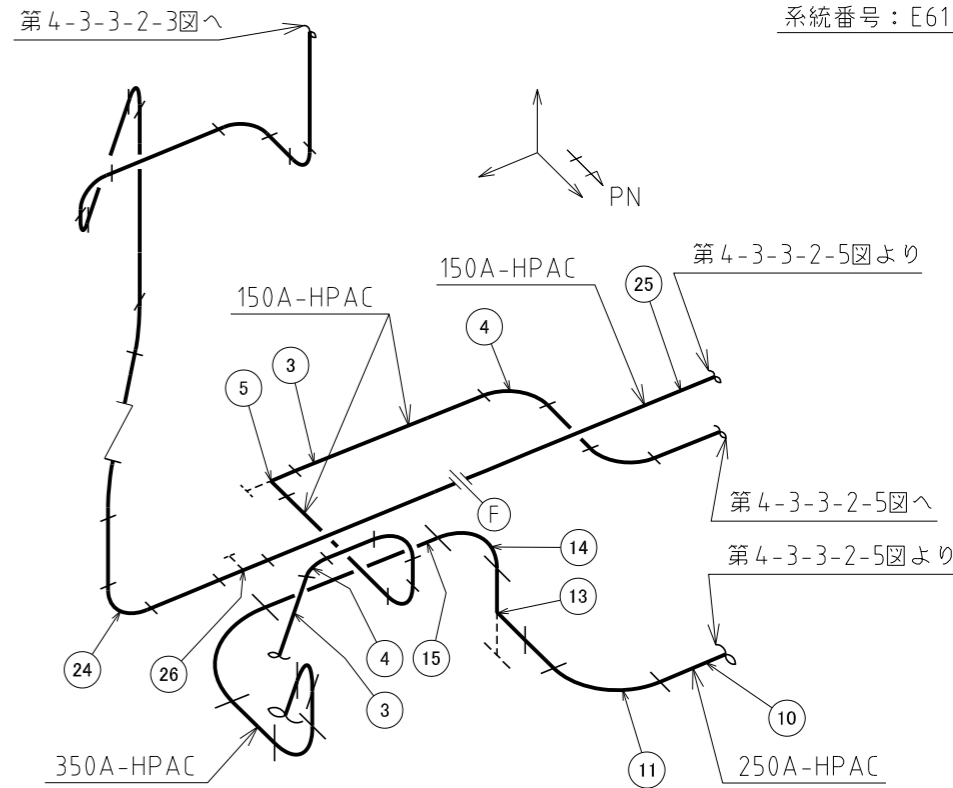 第4-3-3-2-3図へ
系統番号：E61
PN
第4-3-3-2-5図より
150A-HPAC
25
150A-HPAC
4
3
5
第4-3-3-2-5図へ
F
第4-3-3-2-5図より
14
13
24
26
4
15
3
10
350A-HPAC
11
250A-HPAC